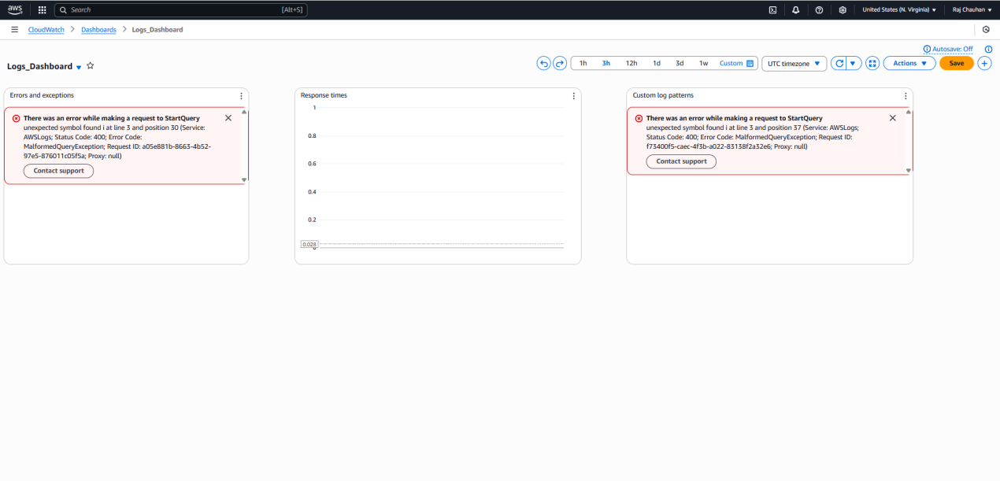 aws
Search
[Alt+S]
United States (N. Virginia)
Raj Chauhan
CloudWatch
Dashboards
Logs_Dashboard
Autosave: Off
Logs_Dashboard
1h
3h
12h
1d
3d
1w
Custom
UTC timezone
Actions
Save
Errors and exceptions
There was an error while making a request to StartQuery
unexpected symbol found i at line 3 and position 30 (Service:
AWSLogs; Status Code: 400; Error Code:
MalformedQueryException; Request ID: a05e881b-8663-4b52-
97e5-876011c05f5a; Proxy: null)
Contact support
Response times
1
0.8
0.6
0.4
0.2
0.028
0
Custom log patterns
There was an error while making a request to StartQuery
unexpected symbol found i at line 3 and position 37 (Service: AWSLogs;
Status Code: 400; Error Code: MalformedQueryException; Request ID:
f73400f5-caec-4f3b-a022-83138f2a32e6; Proxy: null)
Contact support